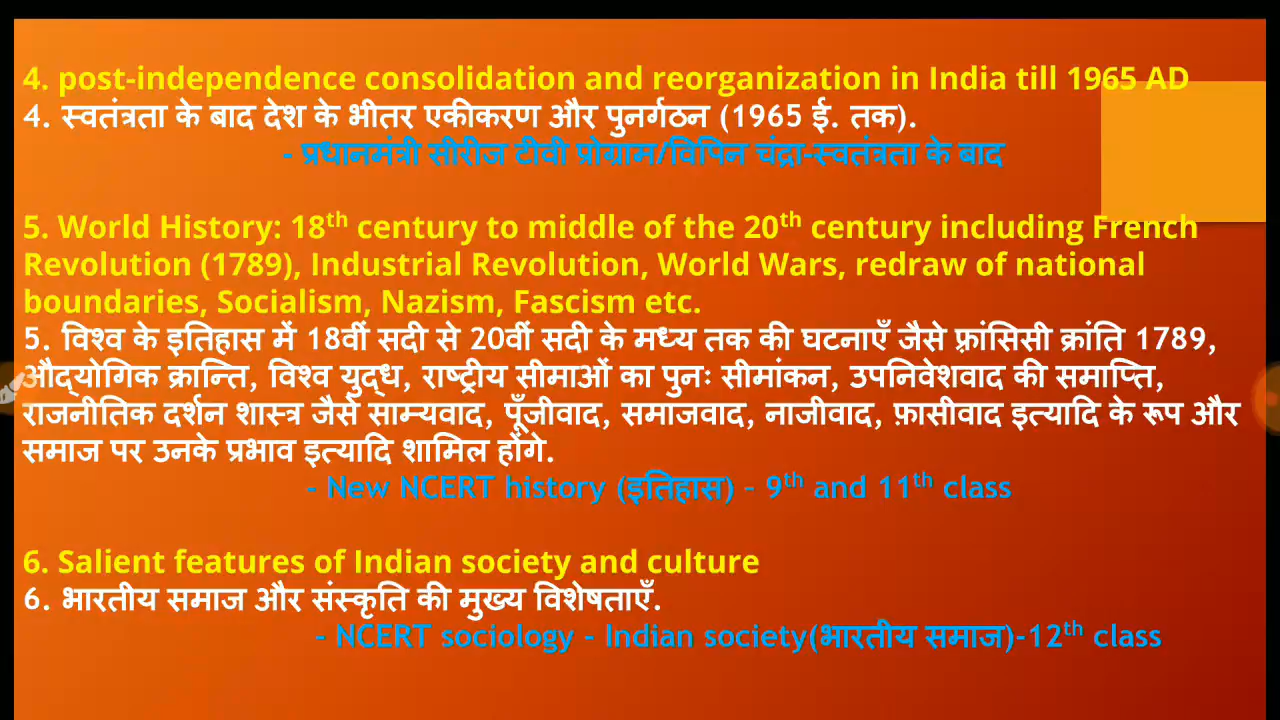 4. post-independence consolidation and reorganization in India till 1965 AD
4. स्वतंत्रता के बाद देश के भीतर एकीकरण और पुनर्गठन (1965 ई. तक).
- प्रधानमंत्री सीरीज टीवी प्रोग्राम/विपिन चंद्रा-स्वतंत्रता के बाद
5. World History: 18th century to middle of the 20th century including French
Revolution (1789), Industrial Revolution, World Wars, redraw of national
boundaries, Socialism, Nazism, Fascism etc.
5. विश्व के इतिहास में 18वीं सदी से 20वीं सदी के मध्य तक की घटनाएँ जैसे फ़्रांसिसी क्रांति 1789,
औद्योगिक क्रान्ति, विश्व युद्ध, राष्ट्रीय सीमाओं का पुनः सीमांकन, उपनिवेशवाद की समाप्ति,
राजनीतिक दर्शन शास्त्र जैसे साम्यवाद, पूँजीवाद, समाजवाद, नाजीवाद, फ़ासीवाद इत्यादि के रूप और
समाज पर उनके प्रभाव इत्यादि शामिल होंगे.
- New NCERT history (इतिहास) – 9th and 11th class
6. Salient features of Indian society and culture
6. भारतीय समाज और संस्कृति की मुख्य विशेषताएँ.
- NCERT sociology - Indian society(भारतीय समाज)-12th class